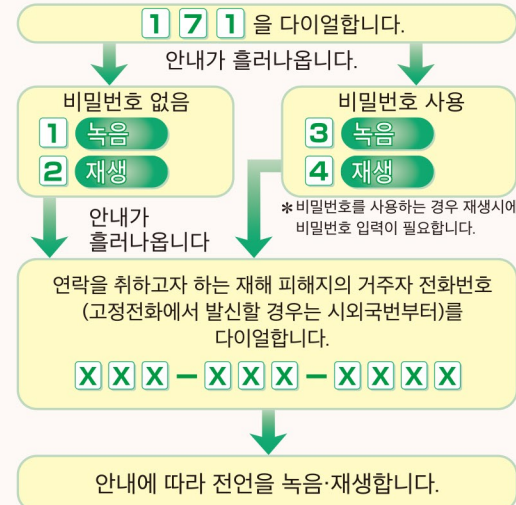 1 7 1 을 다이얼합니다.
안내가 흘러나옵니다.
비밀번호 없음
1 녹음
2 재생
비밀번호 사용
3 녹음
4 재생
*비밀번호를 사용하는 경우 재생시에
비밀번호 입력이 필요합니다.
안내가
흘러나옵니다
연락을 취하고자 하는 재해 피해지의 거주자 전화번호
(고정전화에서 발신할 경우는 시외국번부터)를
다이얼합니다.
X X X – X X X – X X X X
안내에 따라 전언을 녹음·재생합니다.